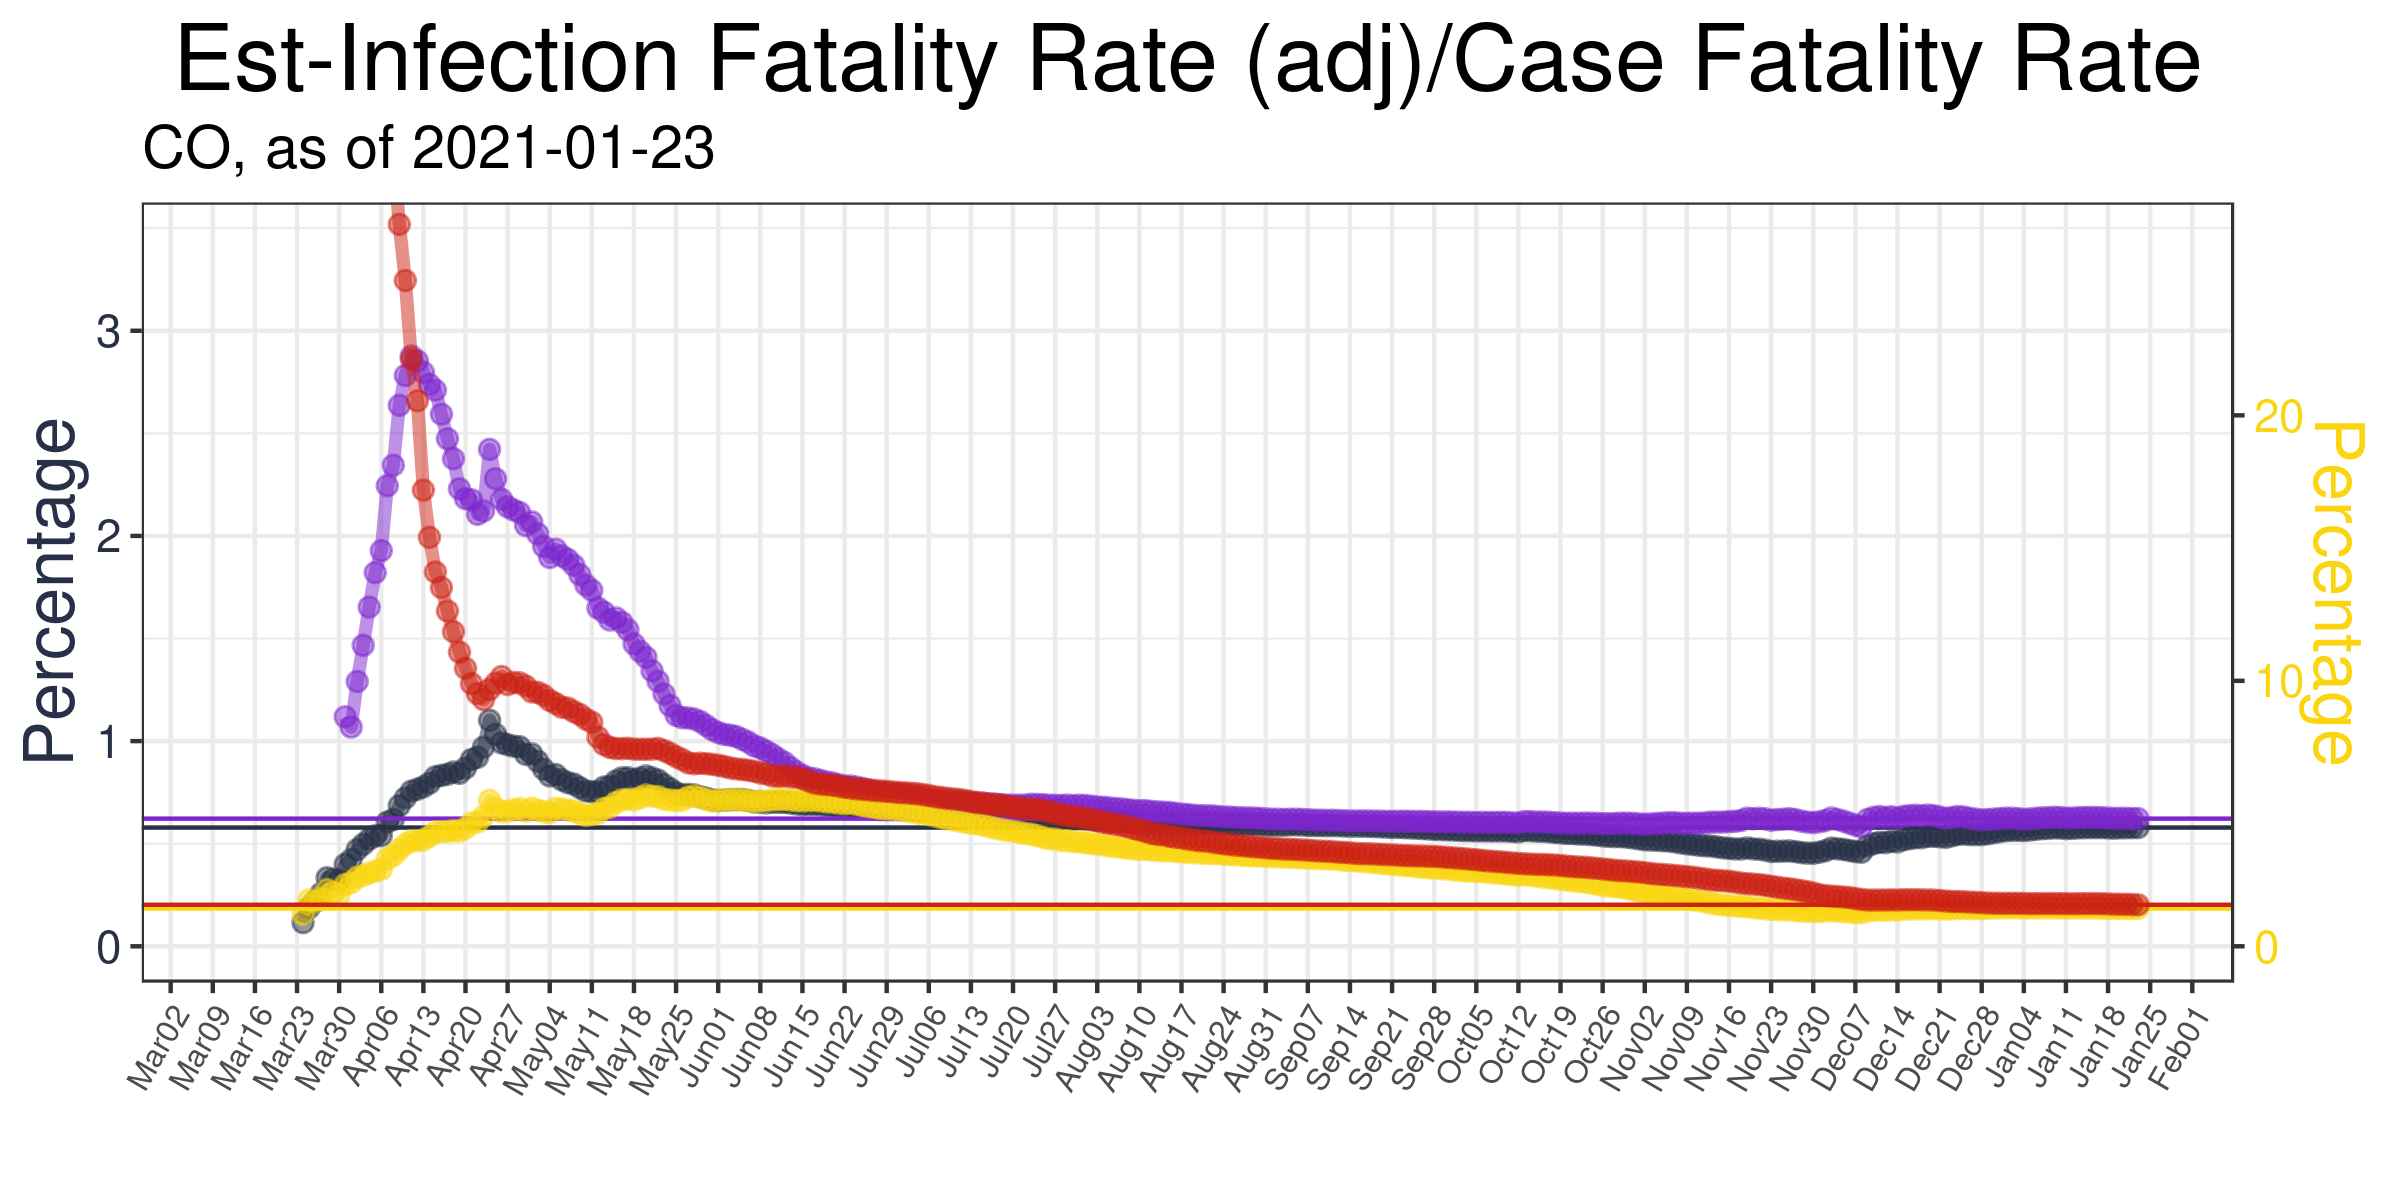 Est-Infection Fatality Rate (adj)/Case Fatality Rate
CO, as of 2021-01-23
Percentage
3
2
1
0
20
10
0
Percentage
Mar02
Mar09
Mar16
Mar23
Mar30
Apr06
Apr13
Apr20
Apr27
May04
May11
May18
May25
Jun01
Jun08
Jun15
Jun22
Jun29
Jul06
Jul13
Jul20
Jul27
Aug03
Aug10
Aug17
Aug24
Aug31
Sep07
Sep14
Sep21
Sep28
Oct05
Oct12
Oct19
Oct26
Nov02
Nov09
Nov16
Nov23
Nov30
Dec07
Dec14
Dec21
Dec28
Jan04
Jan11
Jan18
Jan25
Feb01